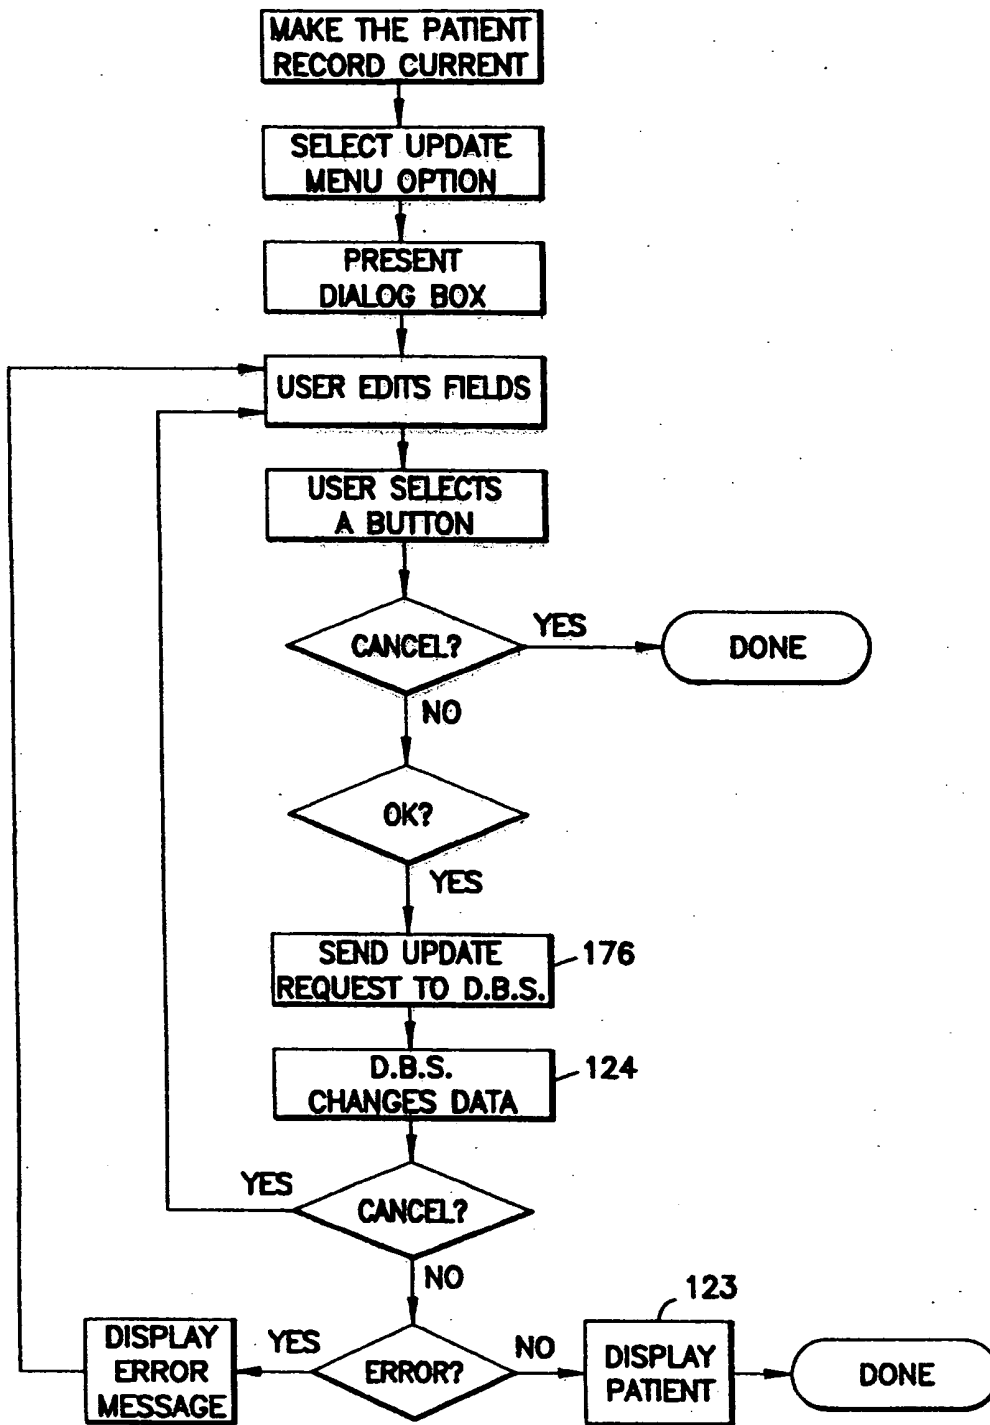 MAKE THE PATIENT
RECORD CURRENT
SELECT UPDATE
MENU OPTION
PRESENT
DIALOG BOX
USER EDITS FIELDS
USER SELECTS
A BUTTON
CANCEL?
YES
DONE
NO
OK?
YES
SEND UPDATE
REQUEST TO D.B.S.
176
D.B.S.
CHANGES DATA
124
YES
CANCEL?
NO
123
DISPLAY
ERROR
MESSAGE
YES
ERROR?
NO
DISPLAY
PATIENT
DONE